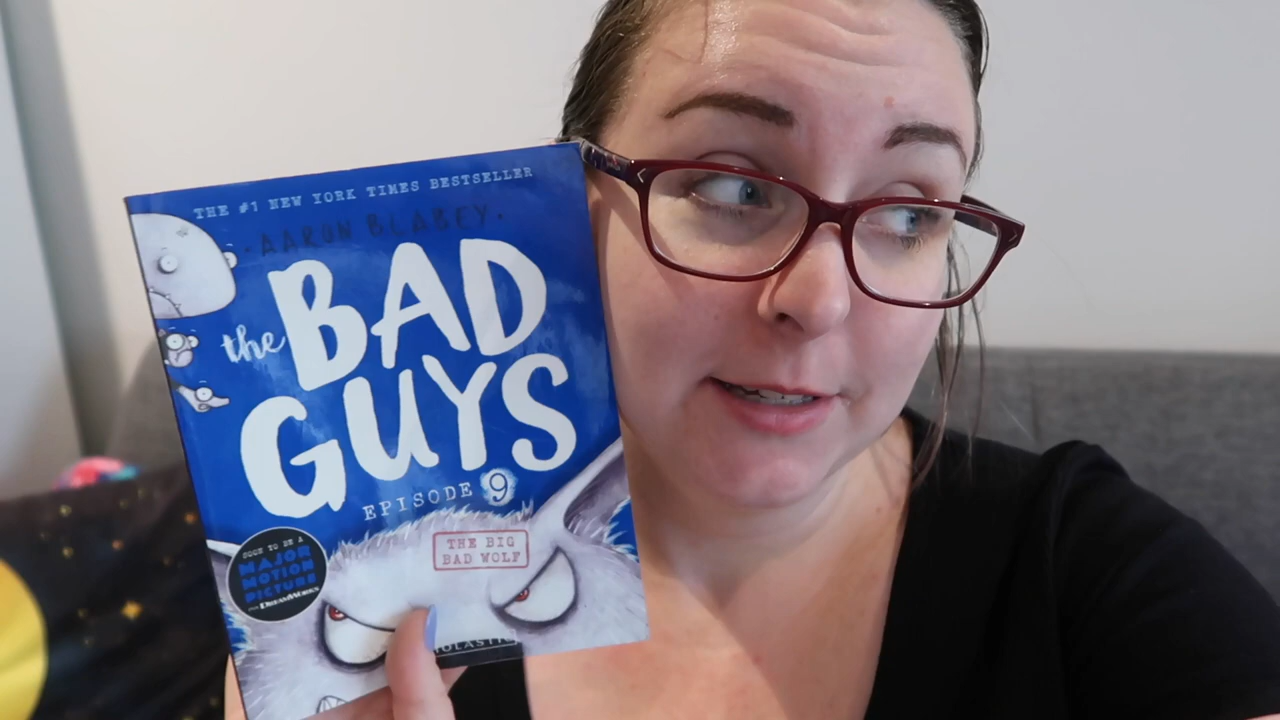 THE #1 NEW YORK TIMES BESTSELLER
AARON BLABEY
the BAD
GUYS
EPISODE 9
THE BIG
BAD WOLF
SOON TO BE A
MAJOR
MOTION
PICTURE
DREAMWORKS